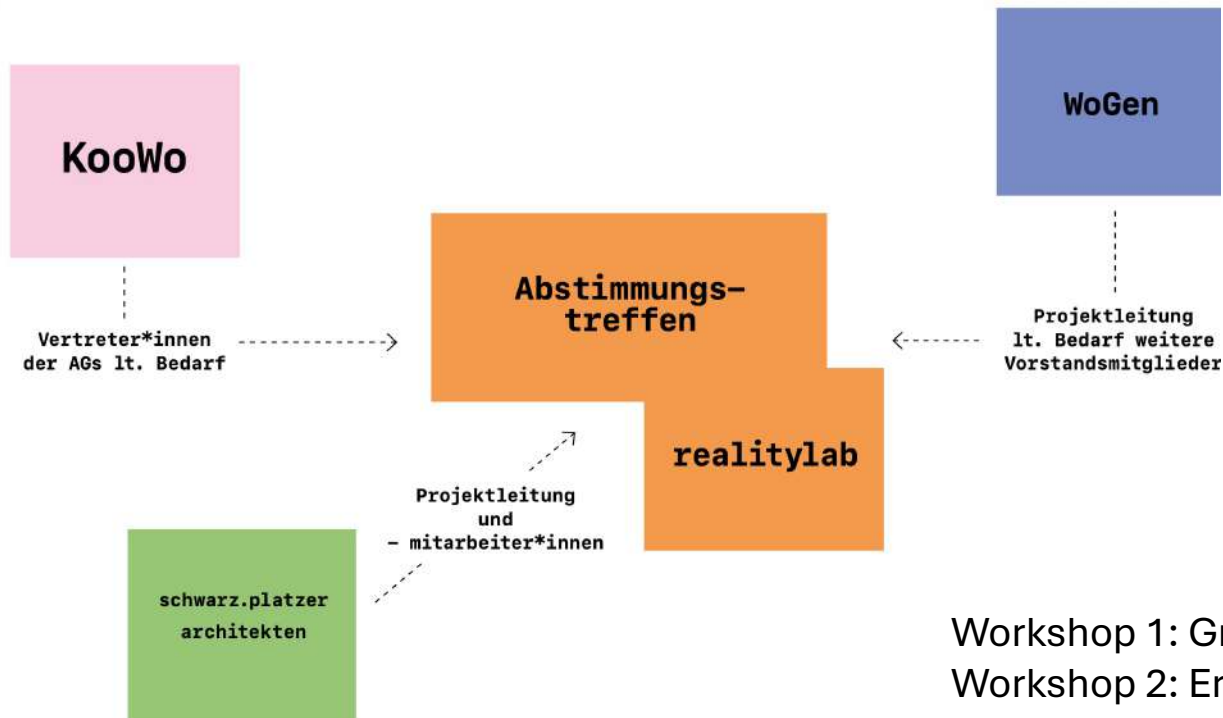 KooWo
WoGen
Abstimmungs-
treffen
Vertreter*innen
der AGs lt. Bedarf
Projektleitung
lt. Bedarf weitere
Vorstandsmitglieder
realitylab
Projektleitung
und
- mitarbeiter*innen
schwarz.platzer
architekten
Workshop 1:
Workshop 2: